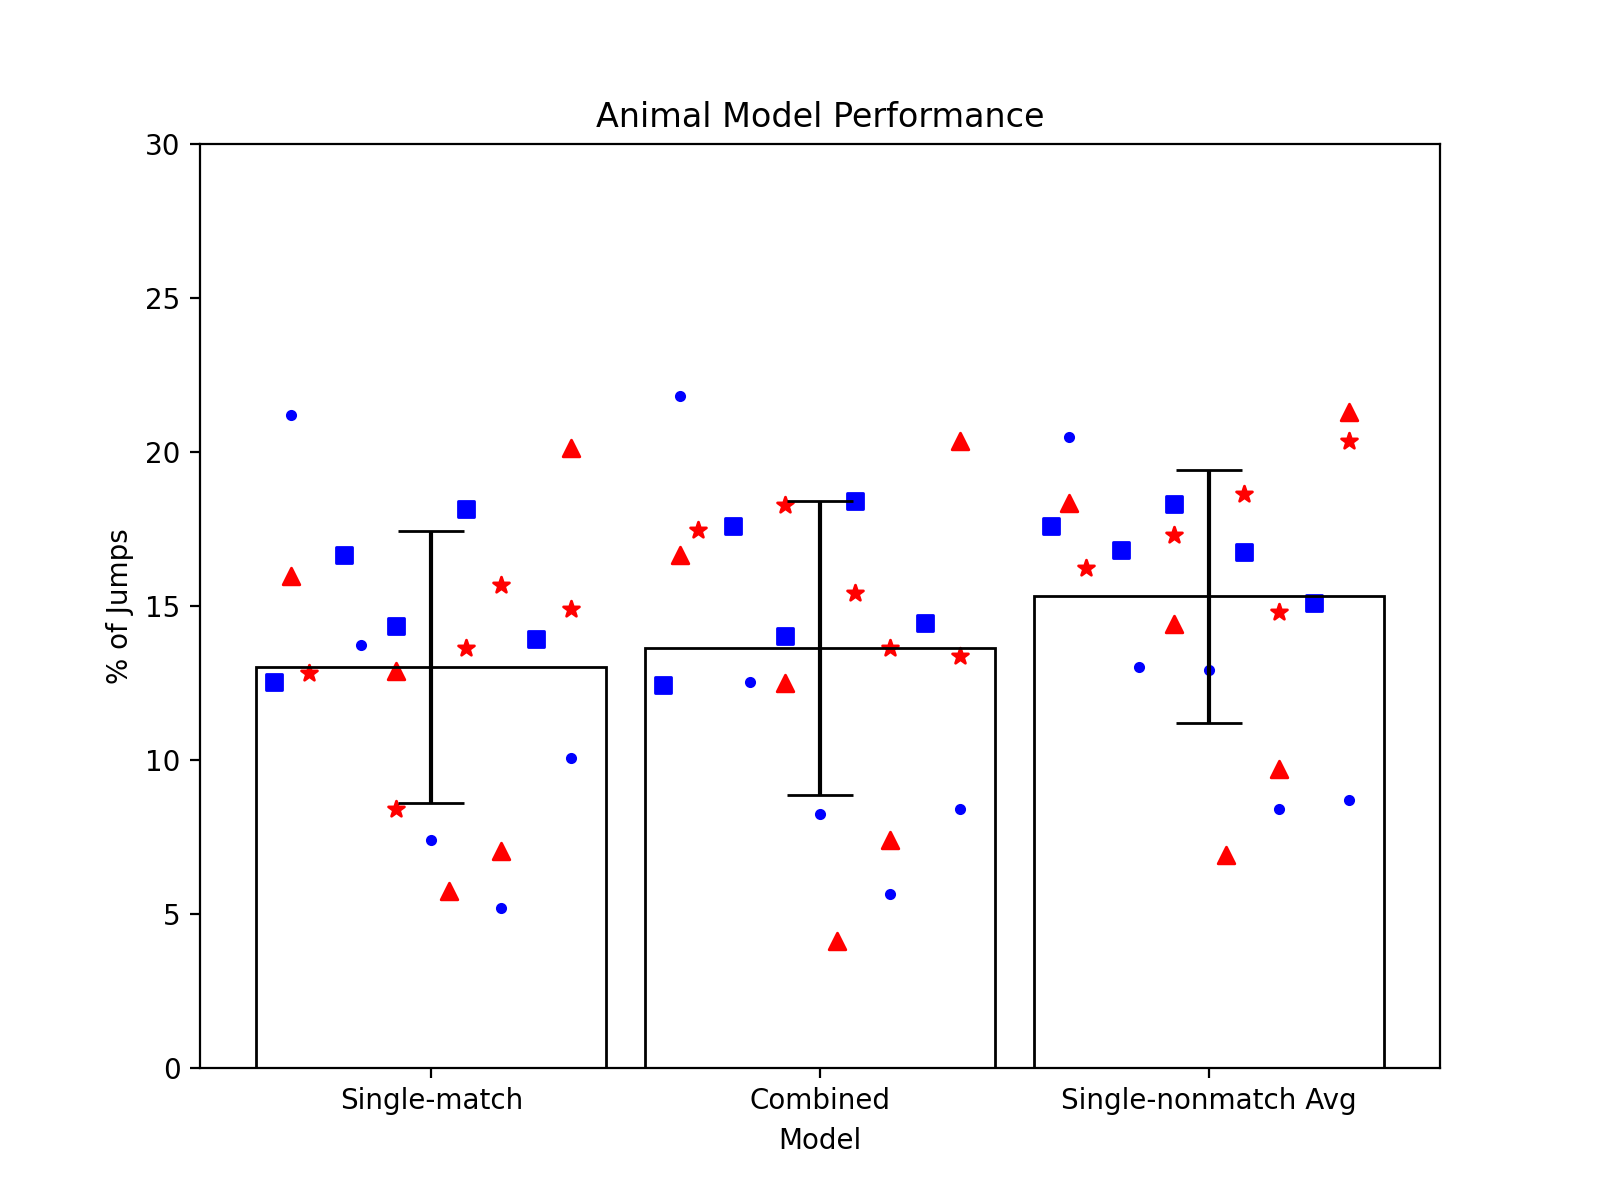 Animal Model Performance
30
25
20
15
10
5
0
% of Jumps
Single-match Combined Single-nonmatch Avg
Model